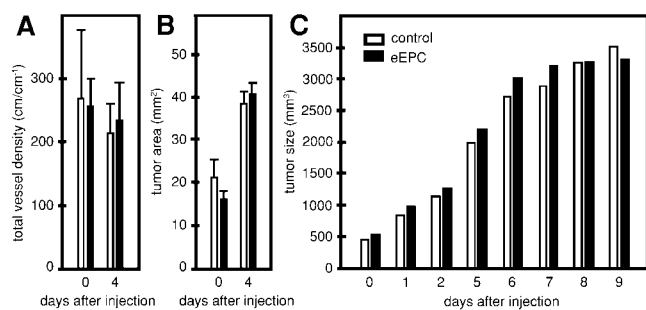 A
total vessel density (cm/cm⁻¹)
300
200
100
0
0 4
days after injection
B
tumor area (mm²)
50
40
30
20
10
0
0 4
days after injection
C
control
eEPC
tumor size (mm³)
3500
3000
2500
2000
1500
1000
500
0
0 1 2 5 6 7 8 9
days after injection